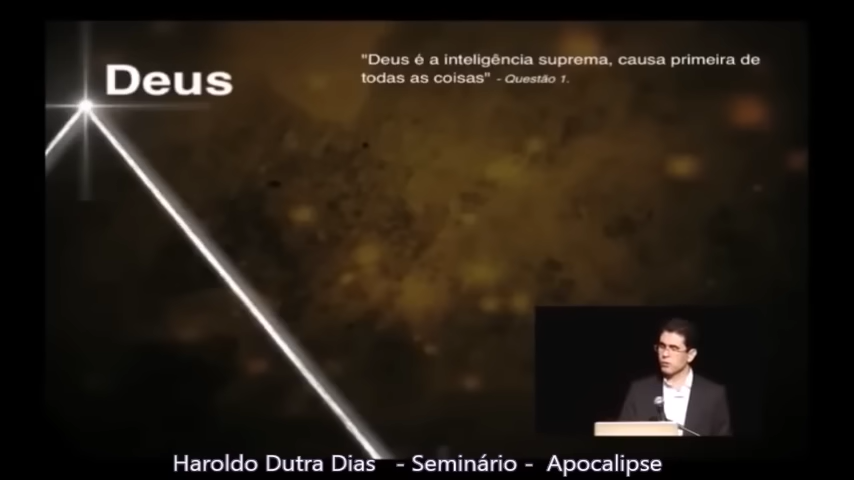 Deus
"Deus é a inteligência suprema, causa primeira de
todas as coisas" - Questão 1.
Haroldo Dutra Dias - Seminário - Apocalipse